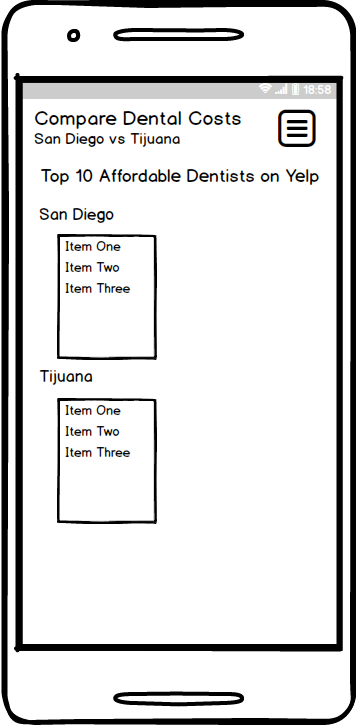 18:58
Compare Dental Costs
San Diego vs Tijuana
Top 10 Affordable Dentists on Yelp
San Diego
Item One
Item Two
Item Three
Tijuana
Item One
Item Two
Item Three